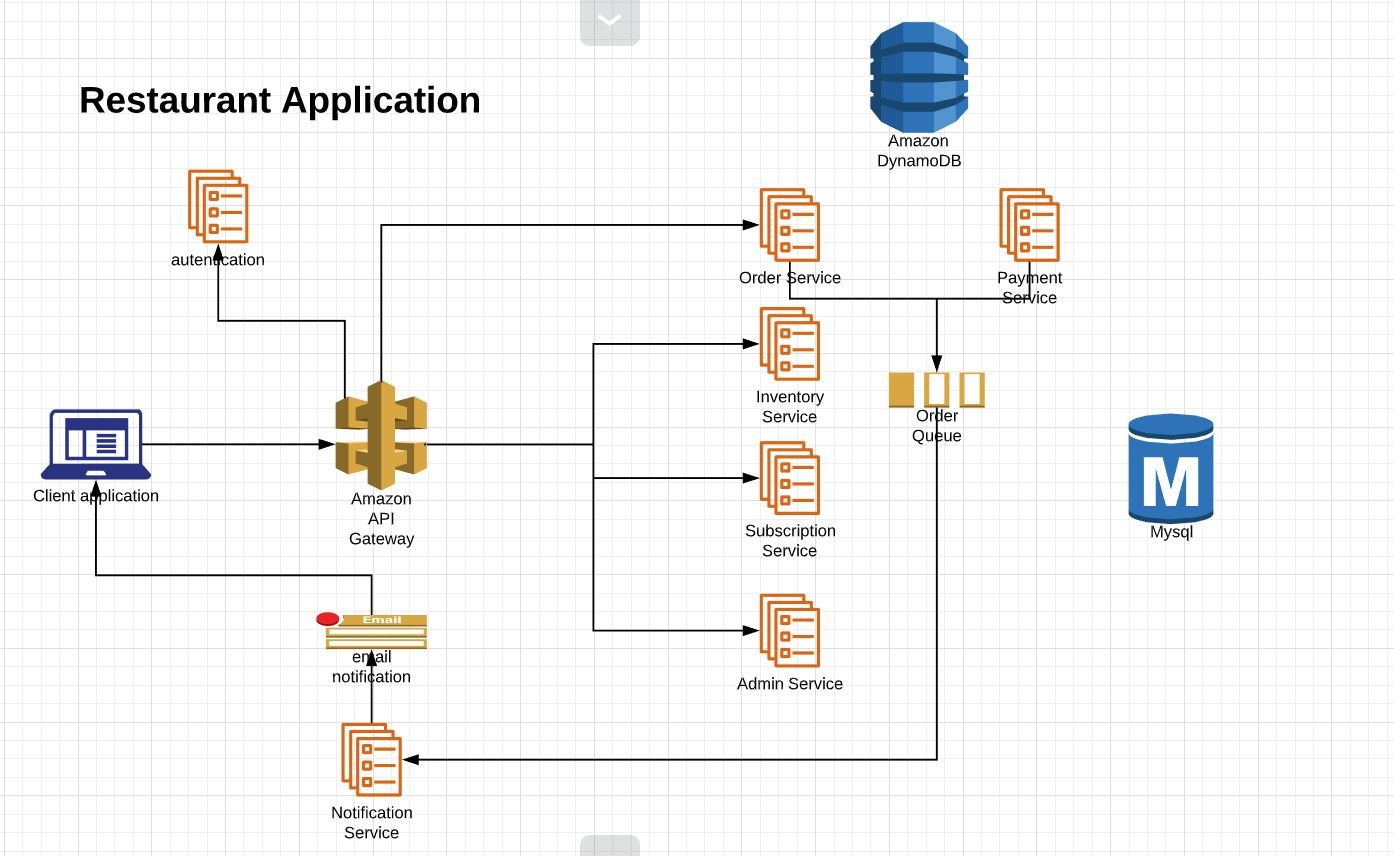 Restaurant Application
Amazon
DynamoDB
autentication
Order Service
Payment
Service
Inventory
Service
Order
Queue
Client application
Amazon
API
Gateway
Subscription
Service
M
Mysql
Email
email
notification
Admin Service
Notification
Service